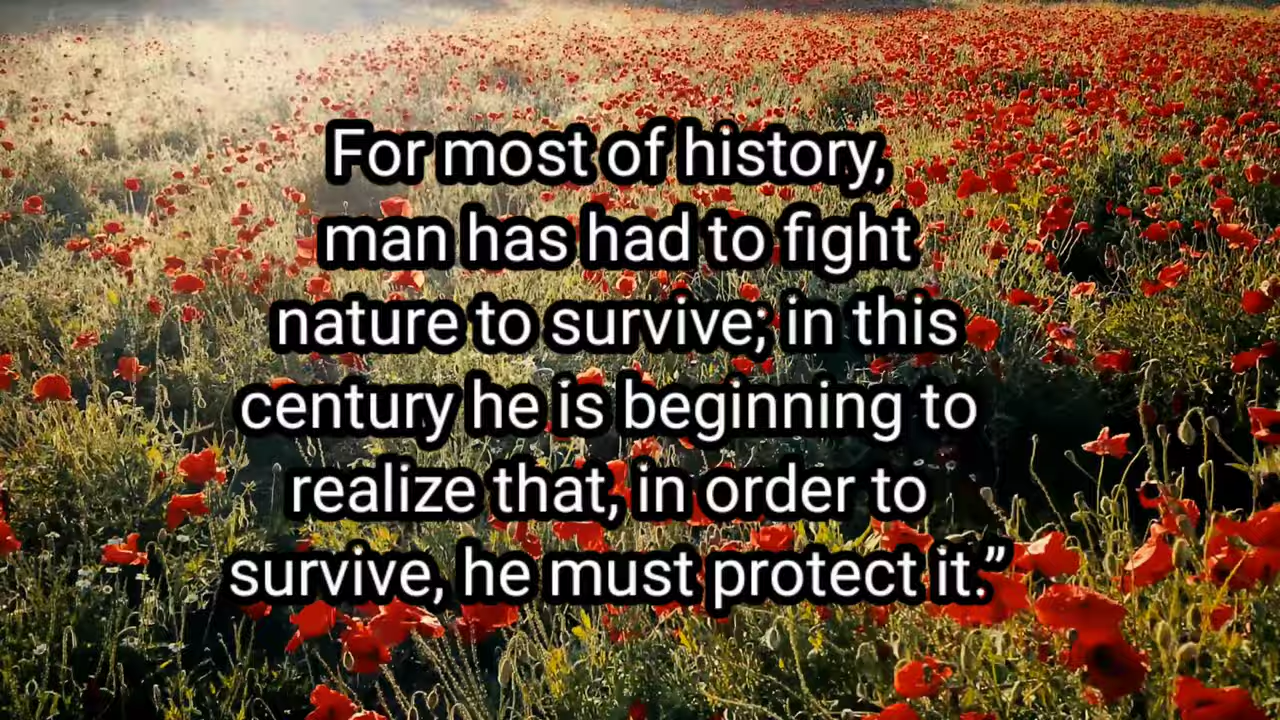 For most of history,
man has had to fight
nature to survive; in this
century he is beginning to
realize that, in order to
survive, he must protect it.”